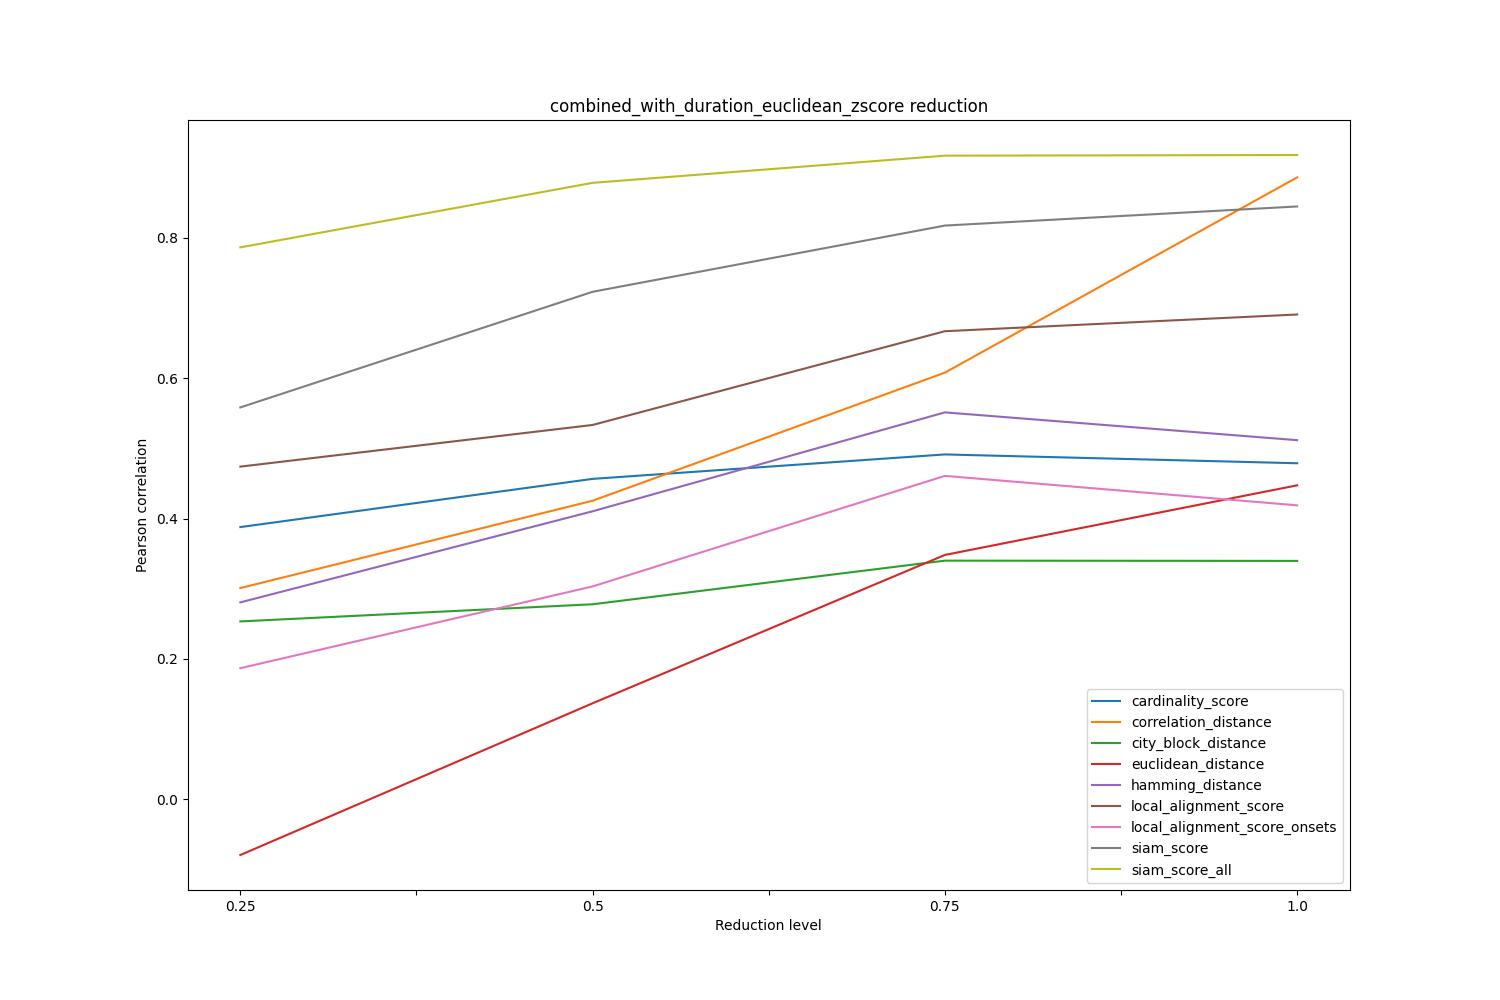 combined_with_duration_euclidean_zscore reduction
Pearson correlation
0.8
0.6
0.4
0.2
0.0
0.25
0.5
0.75
1.0
Reduction level
cardinality_score
correlation_distance
city_block_distance
euclidean_distance
hamming_distance
local_alignment_score
local_alignment_score_onsets
siam_score
siam_score_all